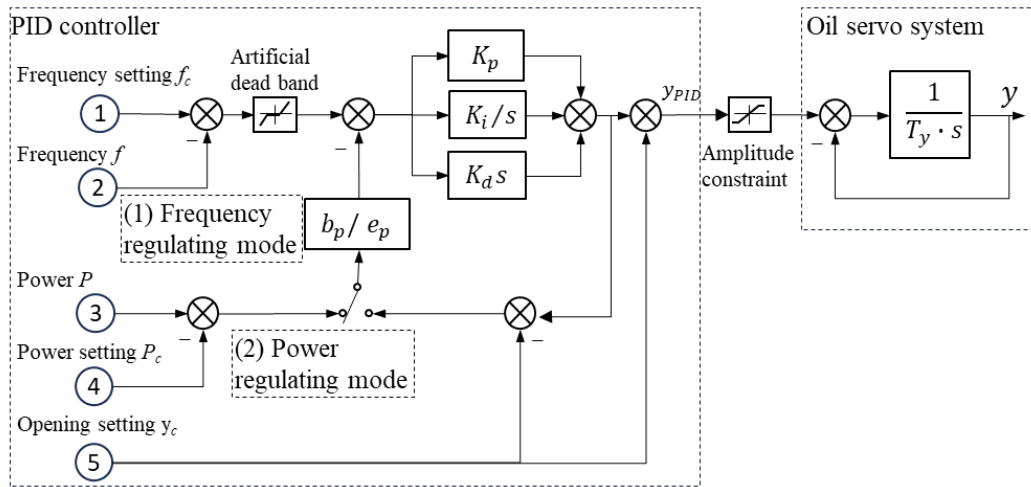 PID controller
Oil servo system
Frequency setting f_c
Artificial
dead band
1
Frequency f
2
−
−
K_p
K_i/s
K_d s
y_PID
Amplitude
constraint
−
1
T_y · s
y
(1) Frequency
regulating mode
b_p/ e_p
Power P
3
−
Power setting P_c
4
(2) Power
regulating mode
−
Opening setting y_c
5